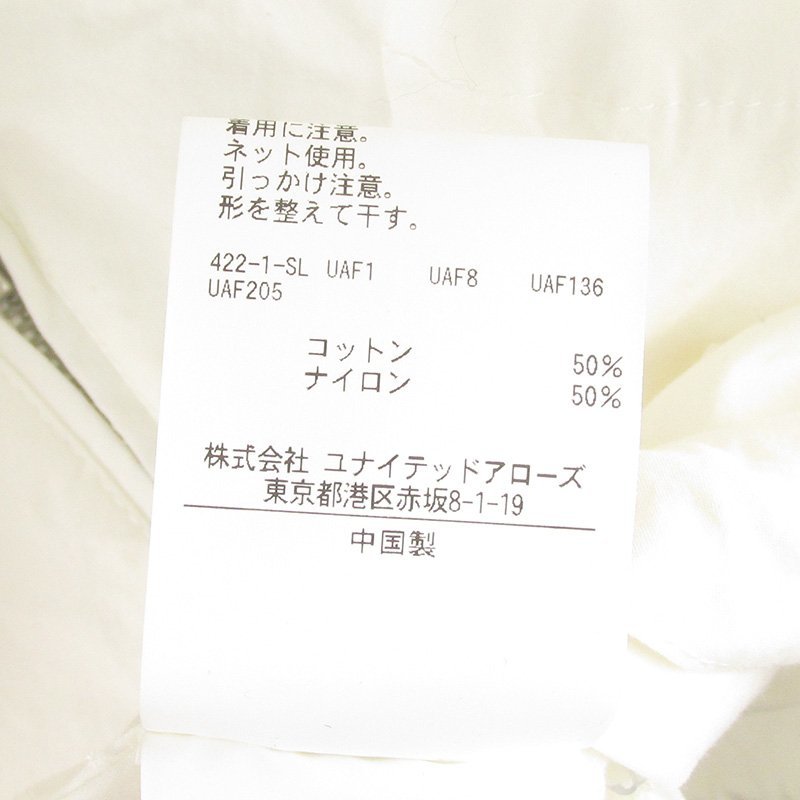 着用に注意。
ネット使用。
引っかけ注意。
形を整えて干す。
422-1-SL UAF1 UAF8 UAF136
UAF205
コットン 50%
ナイロン 50%
株式会社 ユナイテッドアローズ
東京都港区赤坂8-1-19
中国製